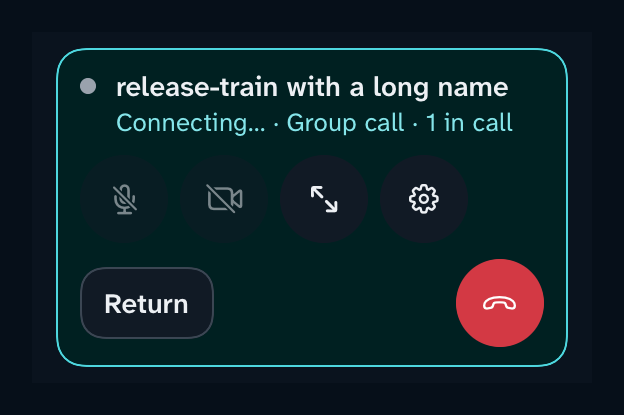 release-train with a long name
Connecting... · Group call · 1 in call
Return